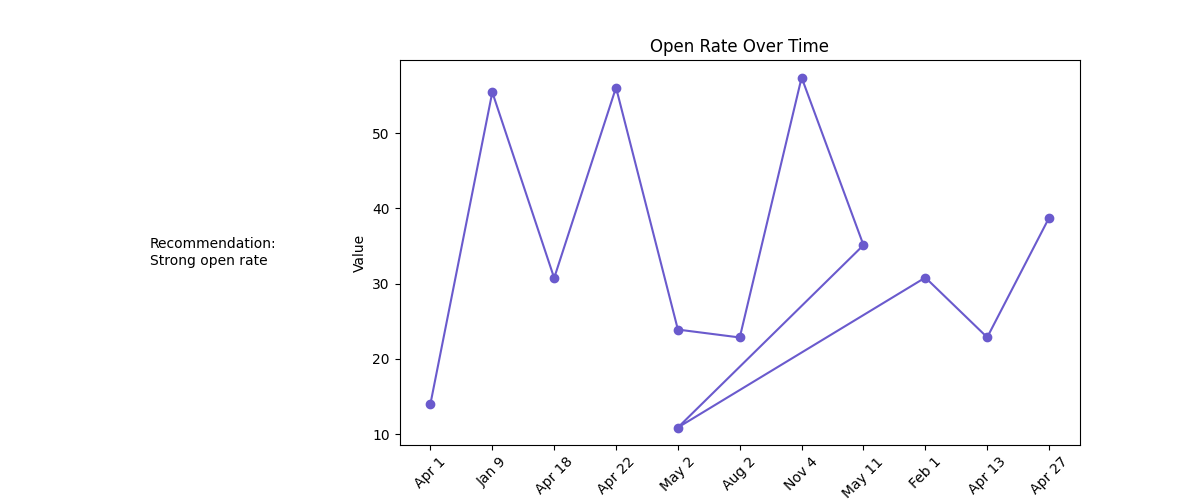 Open Rate Over Time
Recommendation:
Strong open rate
Value
50
40
30
20
10
Apr 1
Jan 9
Apr 18
Apr 22
May 2
Aug 2
Nov 4
May 11
Feb 1
Apr 13
Apr 27